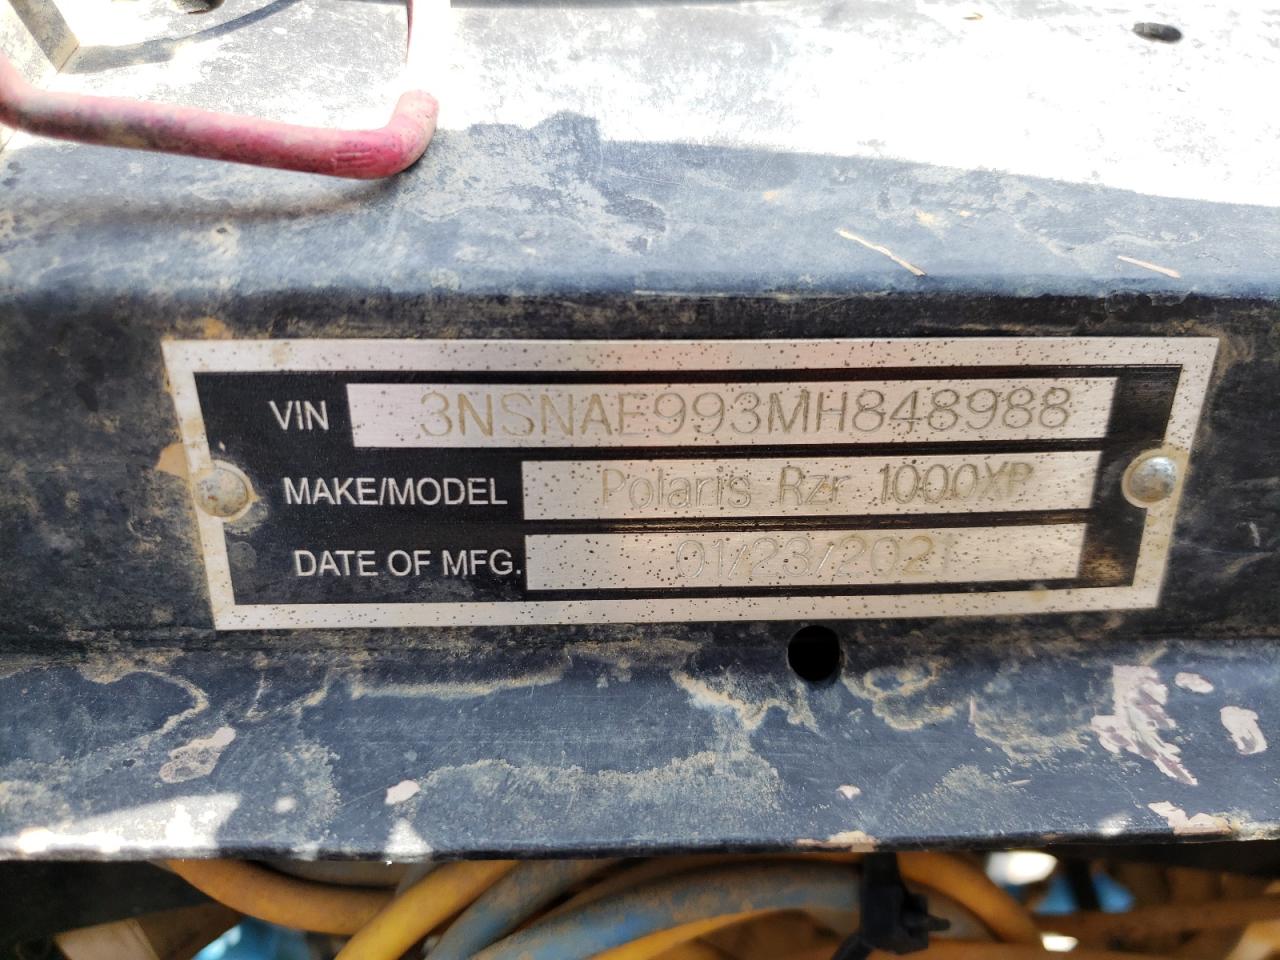 VIN 3NSNAE993MH848988
MAKE/MODEL Polaris Rzr 1000XP
DATE OF MFG. 01/23/2021